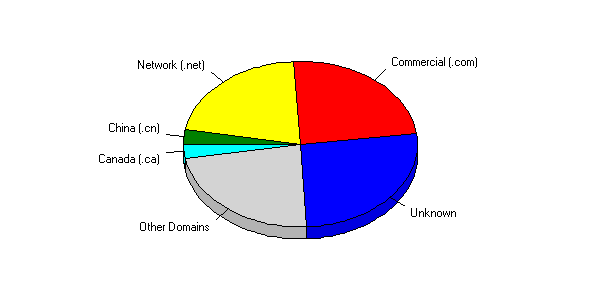 Network (.net)
Commercial (.com)
China (.cn)
Canada (.ca)
Other Domains
Unknown